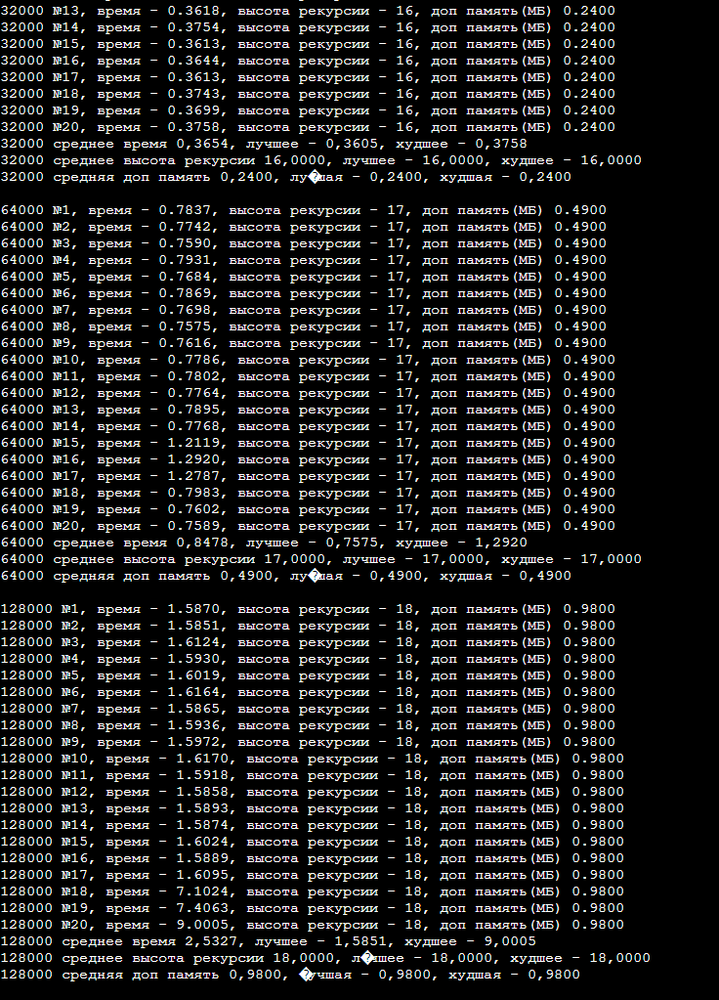 32000 №13, время - 0.3618, высота рекурсии - 16, доп память(МБ) 0.2400
32000 №14, время - 0.3754, высота рекурсии - 16, доп память(МБ) 0.2400
32000 №15, время - 0.3613, высота рекурсии - 16, доп память(МБ) 0.2400
32000 №16, время - 0.3644, высота рекурсии - 16, доп память(МБ) 0.2400
32000 №17, время - 0.3613, высота рекурсии - 16, доп память(МБ) 0.2400
32000 №18, время - 0.3743, высота рекурсии - 16, доп память(МБ) 0.2400
32000 №19, время - 0.3699, высота рекурсии - 16, доп память(МБ) 0.2400
32000 №20, время - 0.3758, высота рекурсии - 16, доп память(МБ) 0.2400
32000 среднее время 0,3654, лучшее - 0,3605, худшее - 0,3758
32000 среднее высота рекурсии 16,0000, лучшее - 16,0000, худшее - 16,0000
32000 средняя доп память 0,2400, лу�шая - 0,2400, худшая - 0,2400
64000 №1, время - 0.7837, высота рекурсии - 17, доп память(МБ) 0.4900
64000 №2, время - 0.7742, высота рекурсии - 17, доп память(МБ) 0.4900
64000 №3, время - 0.7590, высота рекурсии - 17, доп память(МБ) 0.4900
64000 №4, время - 0.7931, высота рекурсии - 17, доп память(МБ) 0.4900
64000 №5, время - 0.7684, высота рекурсии - 17, доп память(МБ) 0.4900
64000 №6, время - 0.7869, высота рекурсии - 17, доп память(МБ) 0.4900
64000 №7, время - 0.7698, высота рекурсии - 17, доп память(МБ) 0.4900
64000 №8, время - 0.7575, высота рекурсии - 17, доп память(МБ) 0.4900
64000 №9, время - 0.7616, высота рекурсии - 17, доп память(МБ) 0.4900
64000 №10, время - 0.7786, высота рекурсии - 17, доп память(МБ) 0.4900
64000 №11, время - 0.7802, высота рекурсии - 17, доп память(МБ) 0.4900
64000 №12, время - 0.7764, высота рекурсии - 17, доп память(МБ) 0.4900
64000 №13, время - 0.7895, высота рекурсии - 17, доп память(МБ) 0.4900
64000 №14, время - 0.7768, высота рекурсии - 17, доп память(МБ) 0.4900
64000 №15, время - 1.2119, высота рекурсии - 17, доп память(МБ) 0.4900
64000 №16, время - 1.2920, высота рекурсии - 17, доп память(МБ) 0.4900
64000 №17, время - 1.2787, высота рекурсии - 17, доп память(МБ) 0.4900
64000 №18, время - 0.7983, высота рекурсии - 17, доп память(МБ) 0.4900
64000 №19, время - 0.7602, высота рекурсии - 17, доп память(МБ) 0.4900
64000 №20, время - 0.7589, высота рекурсии - 17, доп память(МБ) 0.4900
64000 среднее время 0,8478, лучшее - 0,7575, худшее - 1,2920
64000 среднее высота рекурсии 17,0000, лучшее - 17,0000, худшее - 17,0000
64000 средняя доп память 0,4900, лу�шая - 0,4900, худшая - 0,4900
128000 №1, время - 1.5870, высота рекурсии - 18, доп память(МБ) 0.9800
128000 №2, время - 1.5851, высота рекурсии - 18, доп память(МБ) 0.9800
128000 №3, время - 1.6124, высота рекурсии - 18, доп память(МБ) 0.9800
128000 №4, время - 1.5930, высота рекурсии - 18, доп память(МБ) 0.9800
128000 №5, время - 1.6019, высота рекурсии - 18, доп память(МБ) 0.9800
128000 №6, время - 1.6164, высота рекурсии - 18, доп память(МБ) 0.9800
128000 №7, время - 1.5865, высота рекурсии - 18, доп память(МБ) 0.9800
128000 №8, время - 1.5936, высота рекурсии - 18, доп память(МБ) 0.9800
128000 №9, время - 1.5972, высота рекурсии - 18, доп память(МБ) 0.9800
128000 №10, время - 1.6170, высота рекурсии - 18, доп память(МБ) 0.9800
128000 №11, время - 1.5918, высота рекурсии - 18, доп память(МБ) 0.9800
128000 №12, время - 1.5858, высота рекурсии - 18, доп память(МБ) 0.9800
128000 №13, время - 1.5893, высота рекурсии - 18, доп память(МБ) 0.9800
128000 №14, время - 1.5874, высота рекурсии - 18, доп память(МБ) 0.9800
128000 №15, время - 1.6024, высота рекурсии - 18, доп память(МБ) 0.9800
128000 №16, время - 1.5889, высота рекурсии - 18, доп память(МБ) 0.9800
128000 №17, время - 1.6095, высота рекурсии - 18, доп память(МБ) 0.9800
128000 №18, время - 7.1024, высота рекурсии - 18, доп память(МБ) 0.9800
128000 №19, время - 7.4063, высота рекурсии - 18, доп память(МБ) 0.9800
128000 №20, время - 9.0005, высота рекурсии - 18, доп память(МБ) 0.9800
128000 среднее время 2,5327, лучшее - 1,5851, худшее - 9,0005
128000 среднее высота рекурсии 18,0000, л�чшее - 18,0000, худшее - 18,0000
128000 средняя доп память 0,9800, �учшая - 0,9800, худшая - 0,9800